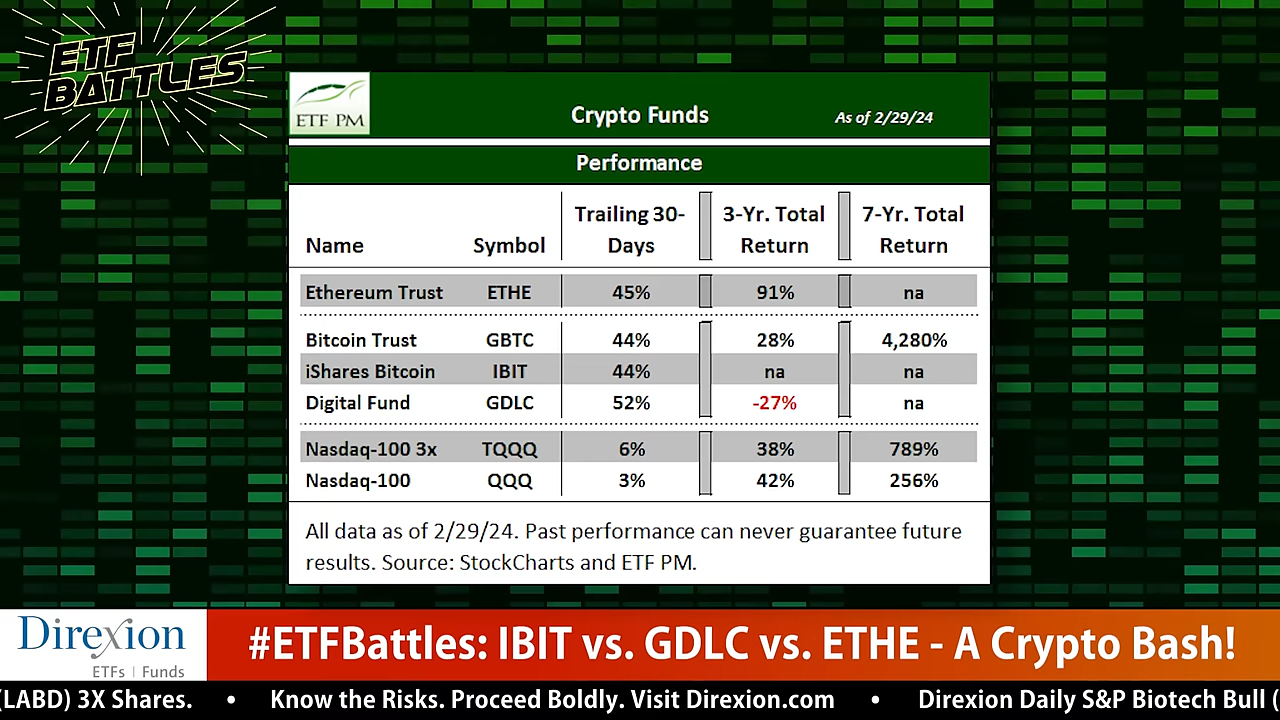 ETF
BATTLES
ETF PM
Crypto Funds
As of 2/29/24
Performance
Name Symbol Trailing 30-Days 3-Yr. Total Return 7-Yr. Total Return
Ethereum Trust ETHE 45% 91% na
Bitcoin Trust GBTC 44% 28% 4,280%
iShares Bitcoin IBIT 44% na na
Digital Fund GDLC 52% -27% na
Nasdaq-100 3x TQQQ 6% 38% 789%
Nasdaq-100 QQQ 3% 42% 256%
All data as of 2/29/24. Past performance can never guarantee future
results. Source: StockCharts and ETF PM.
Direxion
ETFs | Funds
#ETFBattles: IBIT vs. GDLC vs. ETHE - A Crypto Bash!
(LABD) 3X Shares. • Know the Risks. Proceed Boldly. Visit Direxion.com • Direxion Daily S&P Biotech Bull (